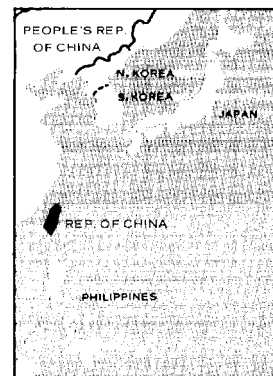 PEOPLE'S REP.
OF CHINA
N. KOREA
S. KOREA
JAPAN
REP. OF CHINA
PHILIPPINES